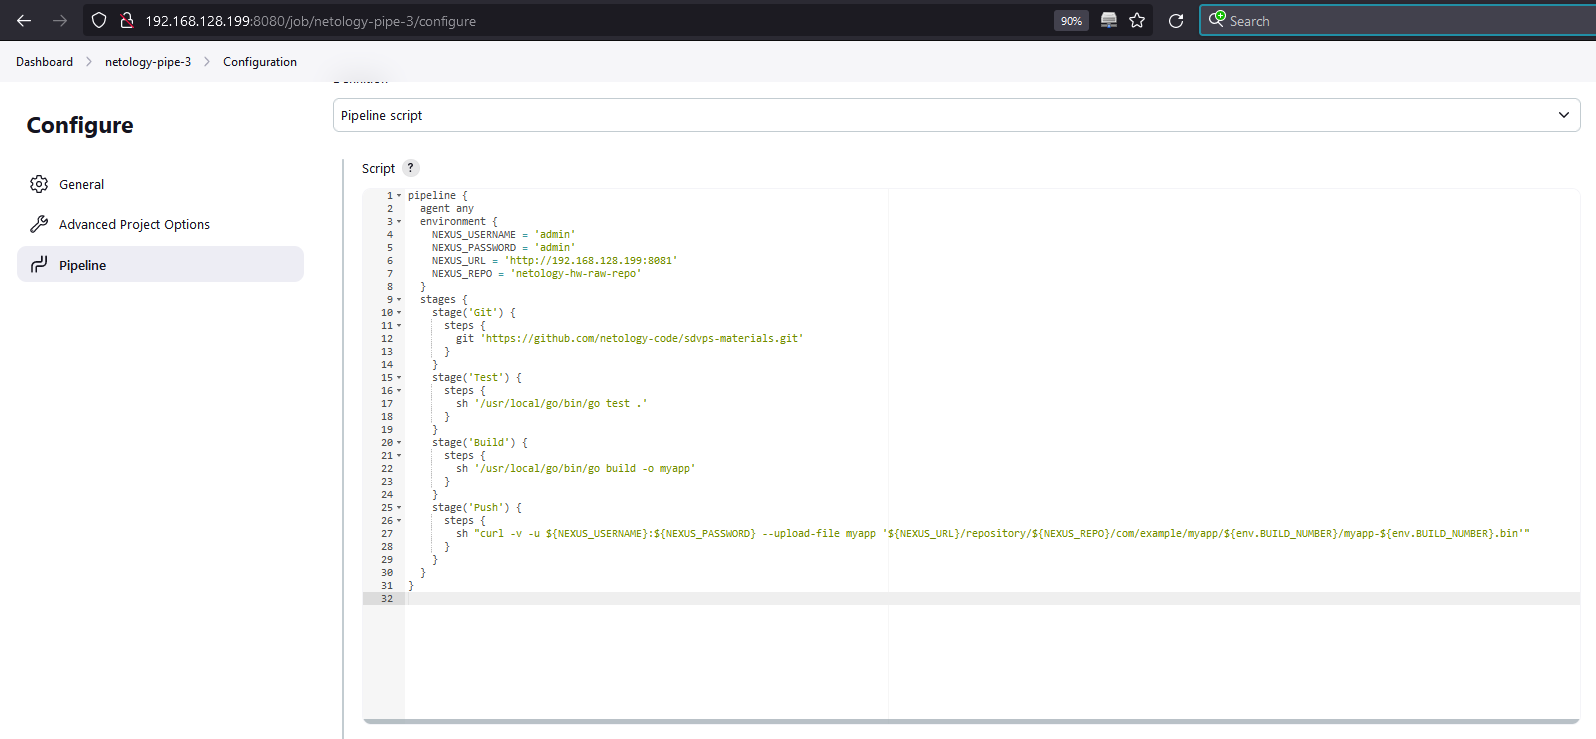 192.168.128.199:8080/job/netology-pipe-3/configure
90%
Search
Dashboard
netology-pipe-3
Configuration
Configure
Pipeline script
General
Advanced Project Options
Pipeline
Script ?
1 pipeline {
2   agent any
3   environment {
4     NEXUS_USERNAME = 'admin'
5     NEXUS_PASSWORD = 'admin'
6     NEXUS_URL = 'http://192.168.128.199:8081'
7     NEXUS_REPO = 'netology-hw-raw-repo'
8   }
9   stages {
10     stage('Git') {
11       steps {
12         git 'https://github.com/netology-code/sdvps-materials.git'
13       }
14     }
15     stage('Test') {
16       steps {
17         sh '/usr/local/go/bin/go test .'
18       }
19     }
20     stage('Build') {
21       steps {
22         sh '/usr/local/go/bin/go build -o myapp'
23       }
24     }
25     stage('Push') {
26       steps {
27         sh "curl -v -u ${NEXUS_USERNAME}:${NEXUS_PASSWORD} --upload-file myapp '${NEXUS_URL}/repository/${NEXUS_REPO}/com/example/myapp/${env.BUILD_NUMBER}/myapp-${env.BUILD_NUMBER}.bin'"
28       }
29     }
30   }
31 }
32